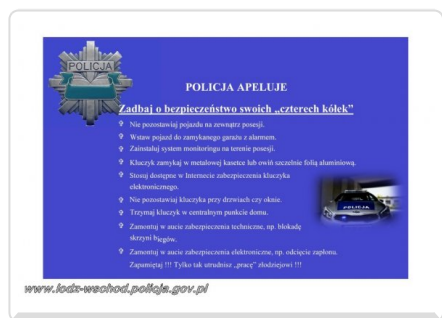 POLICJA
POLICJA APELUJE
Zadbaj o bezpieczeństwo swoich „czterech kółek”
Nie pozostawiaj pojazdu na zewnątrz posesji.
Wstaw pojazd do zamykanego garażu z alarmem.
Zainstaluj system monitoringu na terenie posesji.
Kluczyk zamykaj w metalowej kasetce lub owiń szczelnie folią aluminiową.
Stosuj dostępne w Internecie zabezpieczenia kluczyka
elektronicznego.
Nie pozostawiaj kluczyka przy drzwiach czy oknie.
Trzymaj kluczyk w centralnym punkcie domu.
Zamontuj w aucie zabezpieczenia techniczne, np. blokadę
skrzyni biegów.
Zamontuj w aucie zabezpieczenia elektroniczne, np. odcięcie zapłonu.
Zapamiętaj !!! Tylko tak utrudnisz „pracę” złodziejowi !!!
POLICJA
www.lodz-wschod.policja.gov.pl